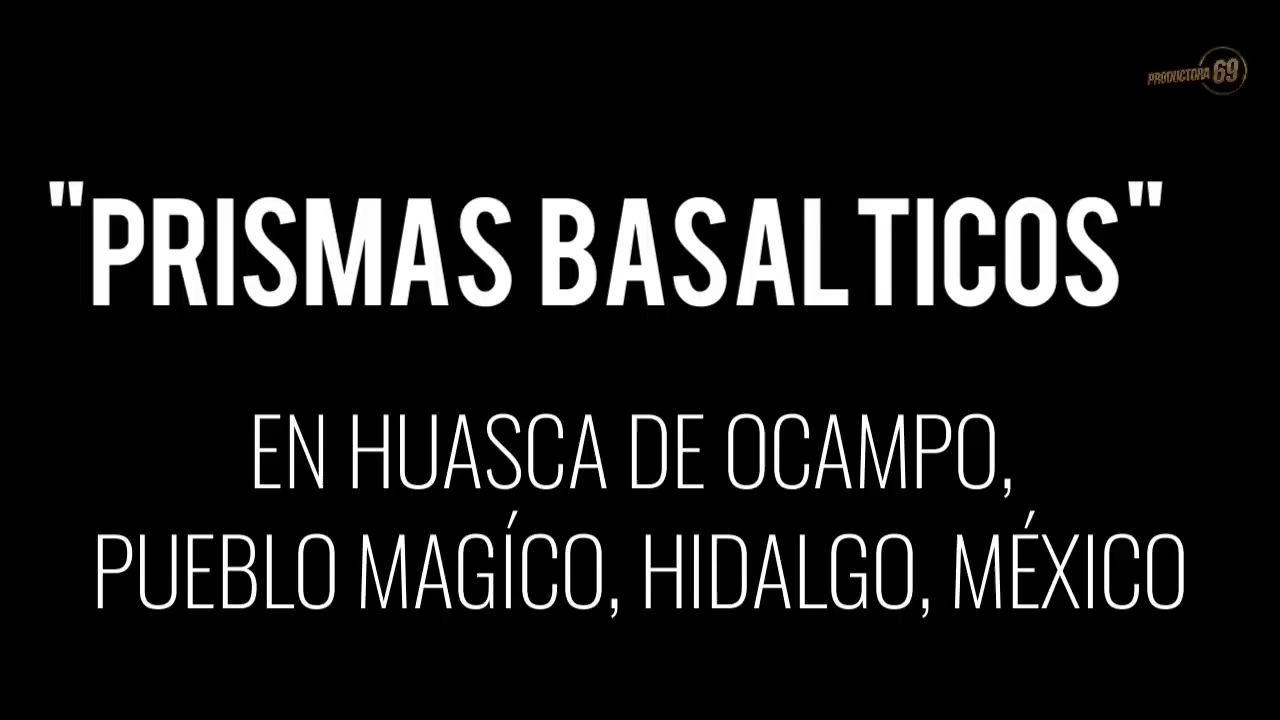 PRODUCTORA 69
"PRISMAS BASALTICOS"
EN HUASCA DE OCAMPO,
PUEBLO MAGÍCO, HIDALGO, MÉXICO